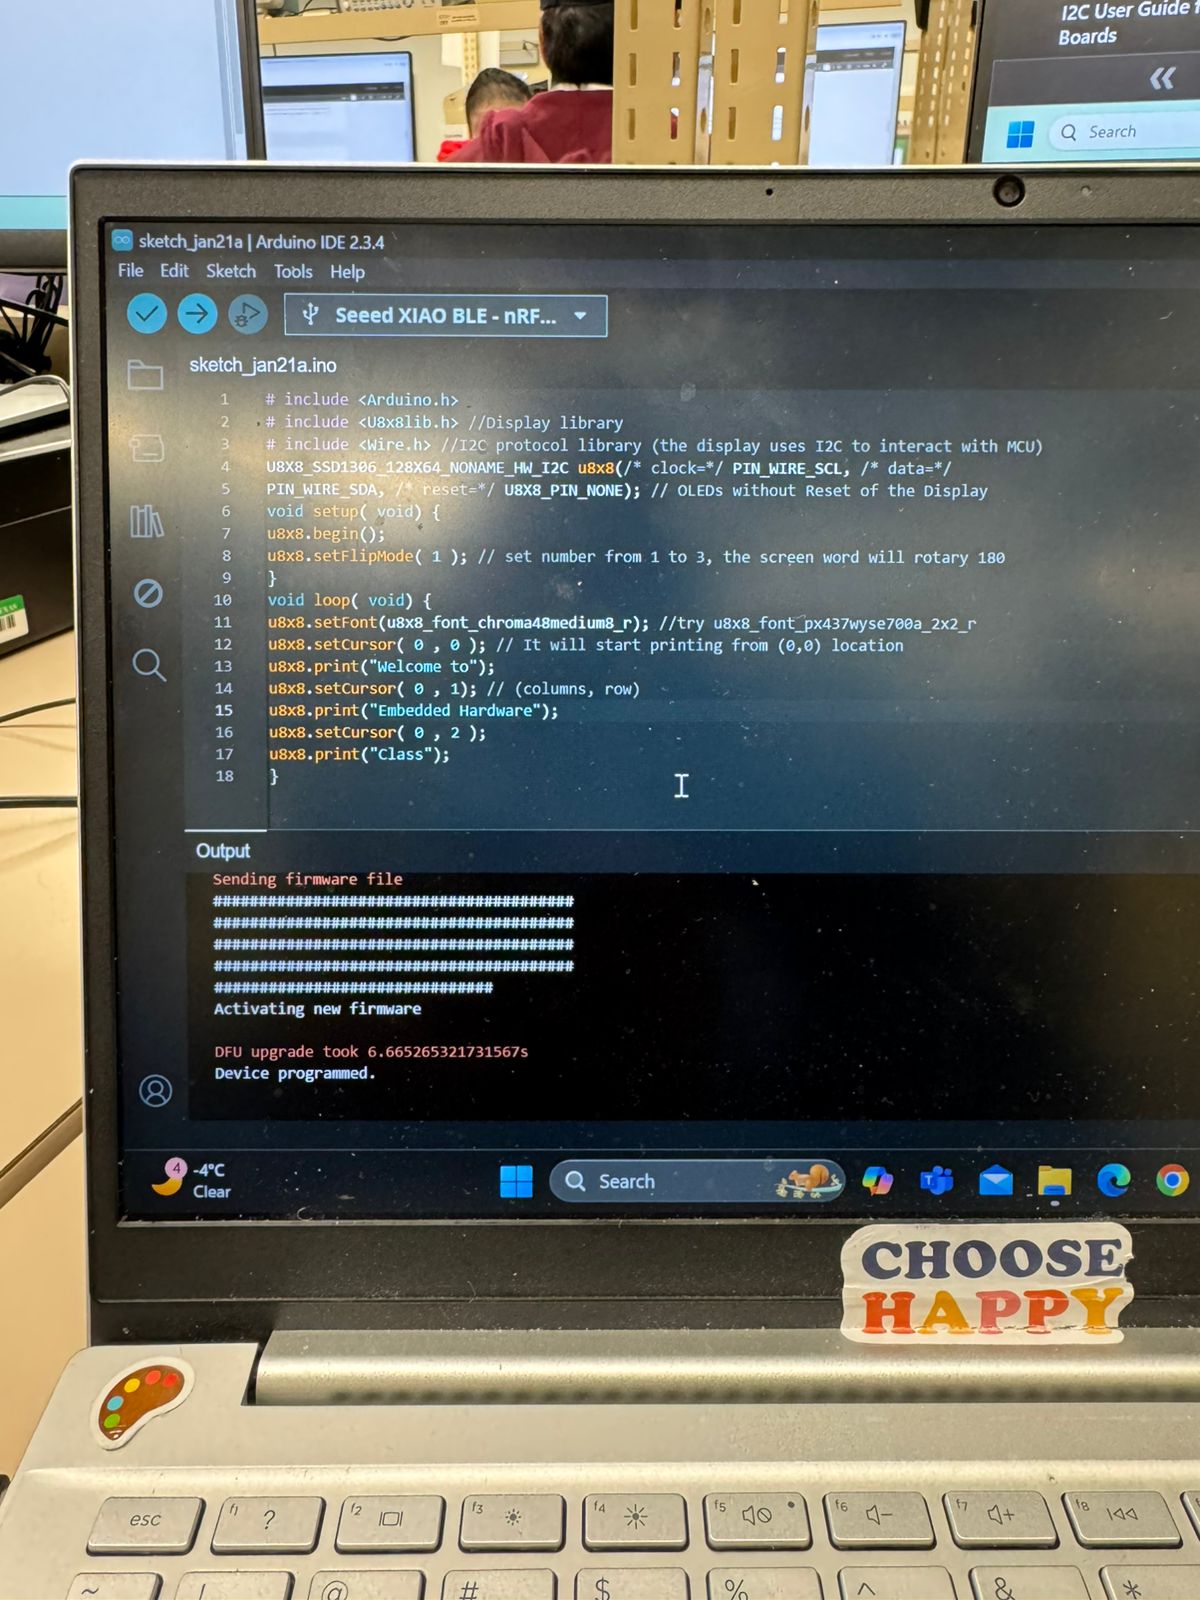 I2C User Guide f
Boards
Search
sketch_jan21a | Arduino IDE 2.3.4
File Edit Sketch Tools Help
Seeed XIAO BLE - nRF...
sketch_jan21a.ino
1 # include <Arduino.h>
2 # include <U8x8lib.h> //Display library
3 # include <Wire.h> //I2C protocol library (the display uses I2C to interact with MCU)
4 U8X8_SSD1306_128X64_NONAME_HW_I2C u8x8(/* clock=*/ PIN_WIRE_SCL, /* data=*/
5 PIN_WIRE_SDA, /* reset=*/ U8X8_PIN_NONE); // OLEDs without Reset of the Display
6 void setup( void) {
7 u8x8.begin();
8 u8x8.setFlipMode( 1 ); // set number from 1 to 3, the screen word will rotary 180
9 }
10 void loop( void) {
11 u8x8.setFont(u8x8_font_chroma48medium8_r); //try u8x8_font_px437wyse700a_2x2_r
12 u8x8.setCursor( 0 , 0 ); // It will start printing from (0,0) location
13 u8x8.print("Welcome to");
14 u8x8.setCursor( 0 , 1); // (columns, row)
15 u8x8.print("Embedded Hardware");
16 u8x8.setCursor( 0 , 2 );
17 u8x8.print("Class");
18 }
Output
Sending firmware file
########################################
########################################
########################################
########################################
###############################
Activating new firmware
DFU upgrade took 6.665265321731567s
Device programmed.
4 -4°C
Clear
Search
CHOOSE
HAPPY
esc f1 ? f2 f3 f4 f5 f6 f7 f8
~ ! @ # $ % ^ & *